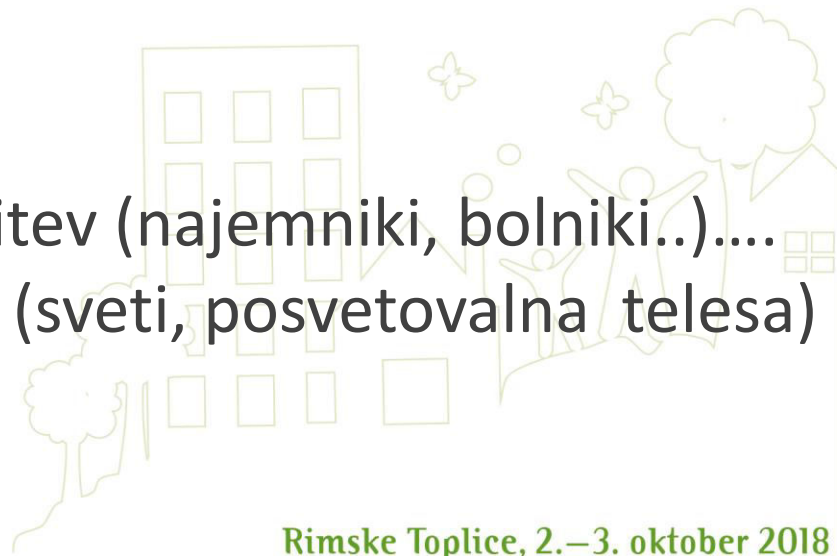 itev (najemniki, bolniki..)….
(sveti, posvetovalna  telesa)
Rimske Toplice, 2.–3. oktober 2018